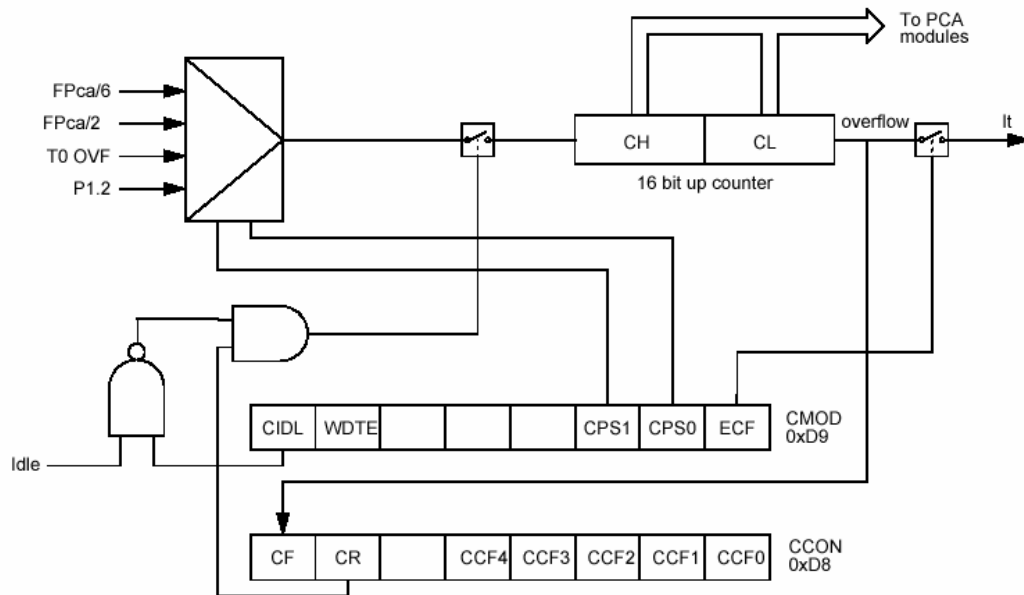 To PCA
modules
FPca/6
FPca/2
T0 OVF
P1.2
CH CL
overflow
It
16 bit up counter
CIDL WDTE CPS1 CPS0 ECF
CMOD
0xD9
Idle
CF CR CCF4 CCF3 CCF2 CCF1 CCF0
CCON
0xD8